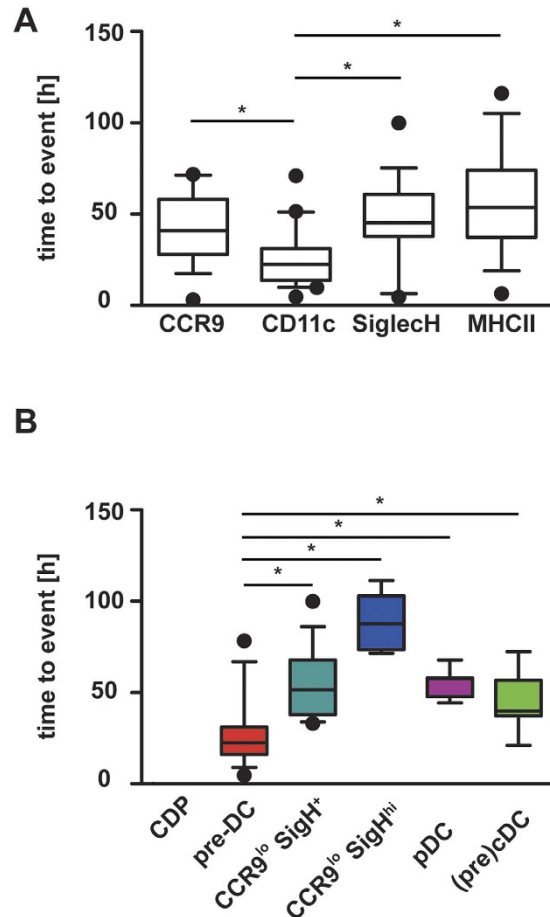 A
time to event [h]
150
100
50
0
*
*
*
CCR9 CD11c SiglecH MHCII
B
time to event [h]
150
100
50
0
*
*
*
*
CDP pre-DC CCR9ˡᵒ SigH⁺ CCR9ˡᵒ SigHʰⁱ pDC (pre)cDC